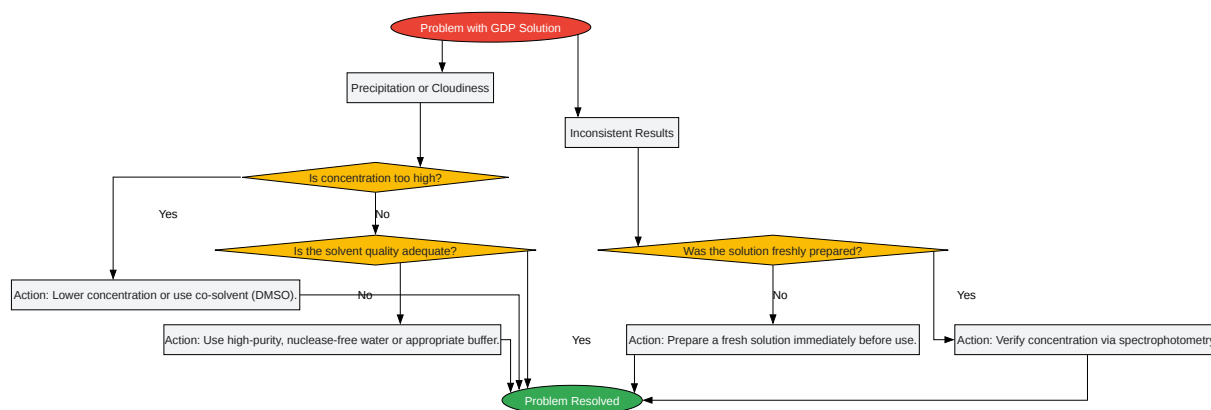 Problem with GDP Solution
Precipitation or Cloudiness
Inconsistent Results
Is concentration too high?
Yes
No
Is the solvent quality adequate?
Was the solution freshly prepared?
Action: Lower concentration or use co-solvent (DMSO).
No
No
Yes
Action: Use high-purity, nuclease-free water or appropriate buffer.
Yes
Action: Prepare a fresh solution immediately before use.
Action: Verify concentration via spectrophotometry
Problem Resolved